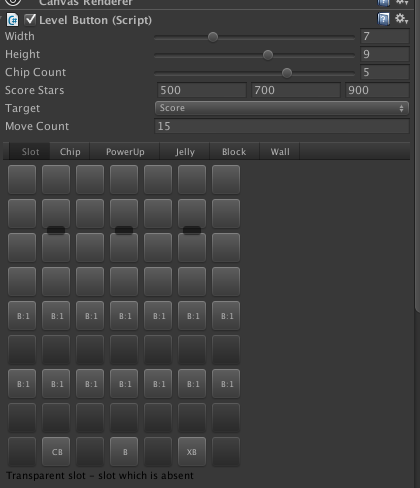 Canvas Renderer
Level Button (Script)
Width 7
Height 9
Chip Count 5
Score Stars 500 700 900
Target Score
Move Count 15
Slot Chip PowerUp Jelly Block Wall
B:1 B:1 B:1 B:1 B:1 B:1 B:1
B:1 B:1 B:1 B:1 B:1 B:1 B:1
CB B XB
Transparent slot - slot which is absent